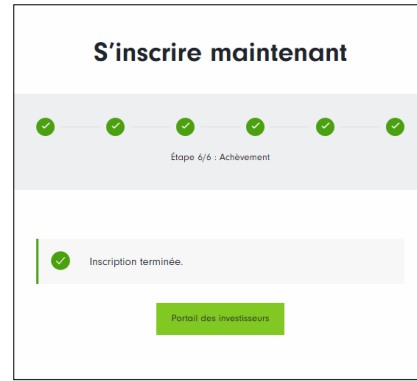 S'inscrire maintenant
Étape 6/6 : Achèvement
Inscription terminée.
Portail des investisseurs